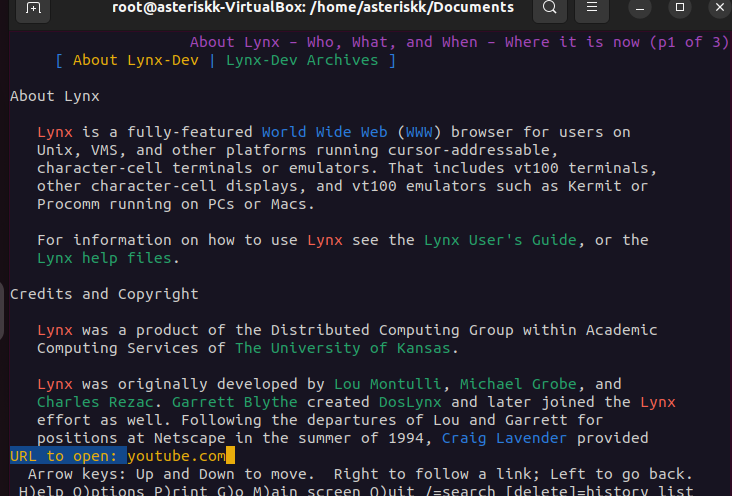 root@asteriskk-VirtualBox: /home/asteriskk/Documents
About Lynx - Who, What, and When - Where it is now (p1 of 3)
[ About Lynx-Dev | Lynx-Dev Archives ]
About Lynx
Lynx is a fully-featured World Wide Web (WWW) browser for users on
Unix, VMS, and other platforms running cursor-addressable,
character-cell terminals or emulators. That includes vt100 terminals,
other character-cell displays, and vt100 emulators such as Kermit or
Procomm running on PCs or Macs.
For information on how to use Lynx see the Lynx User's Guide, or the
Lynx help files.
Credits and Copyright
Lynx was a product of the Distributed Computing Group within Academic
Computing Services of The University of Kansas.
Lynx was originally developed by Lou Montulli, Michael Grobe, and
Charles Rezac. Garrett Blythe created DosLynx and later joined the Lynx
effort as well. Following the departures of Lou and Garrett for
positions at Netscape in the summer of 1994, Craig Lavender provided
URL to open: youtube.com
Arrow keys: Up and Down to move. Right to follow a link; Left to go back.
H)elp O)ptions P)rint G)o M)ain screen Q)uit /=search [delete]=history list